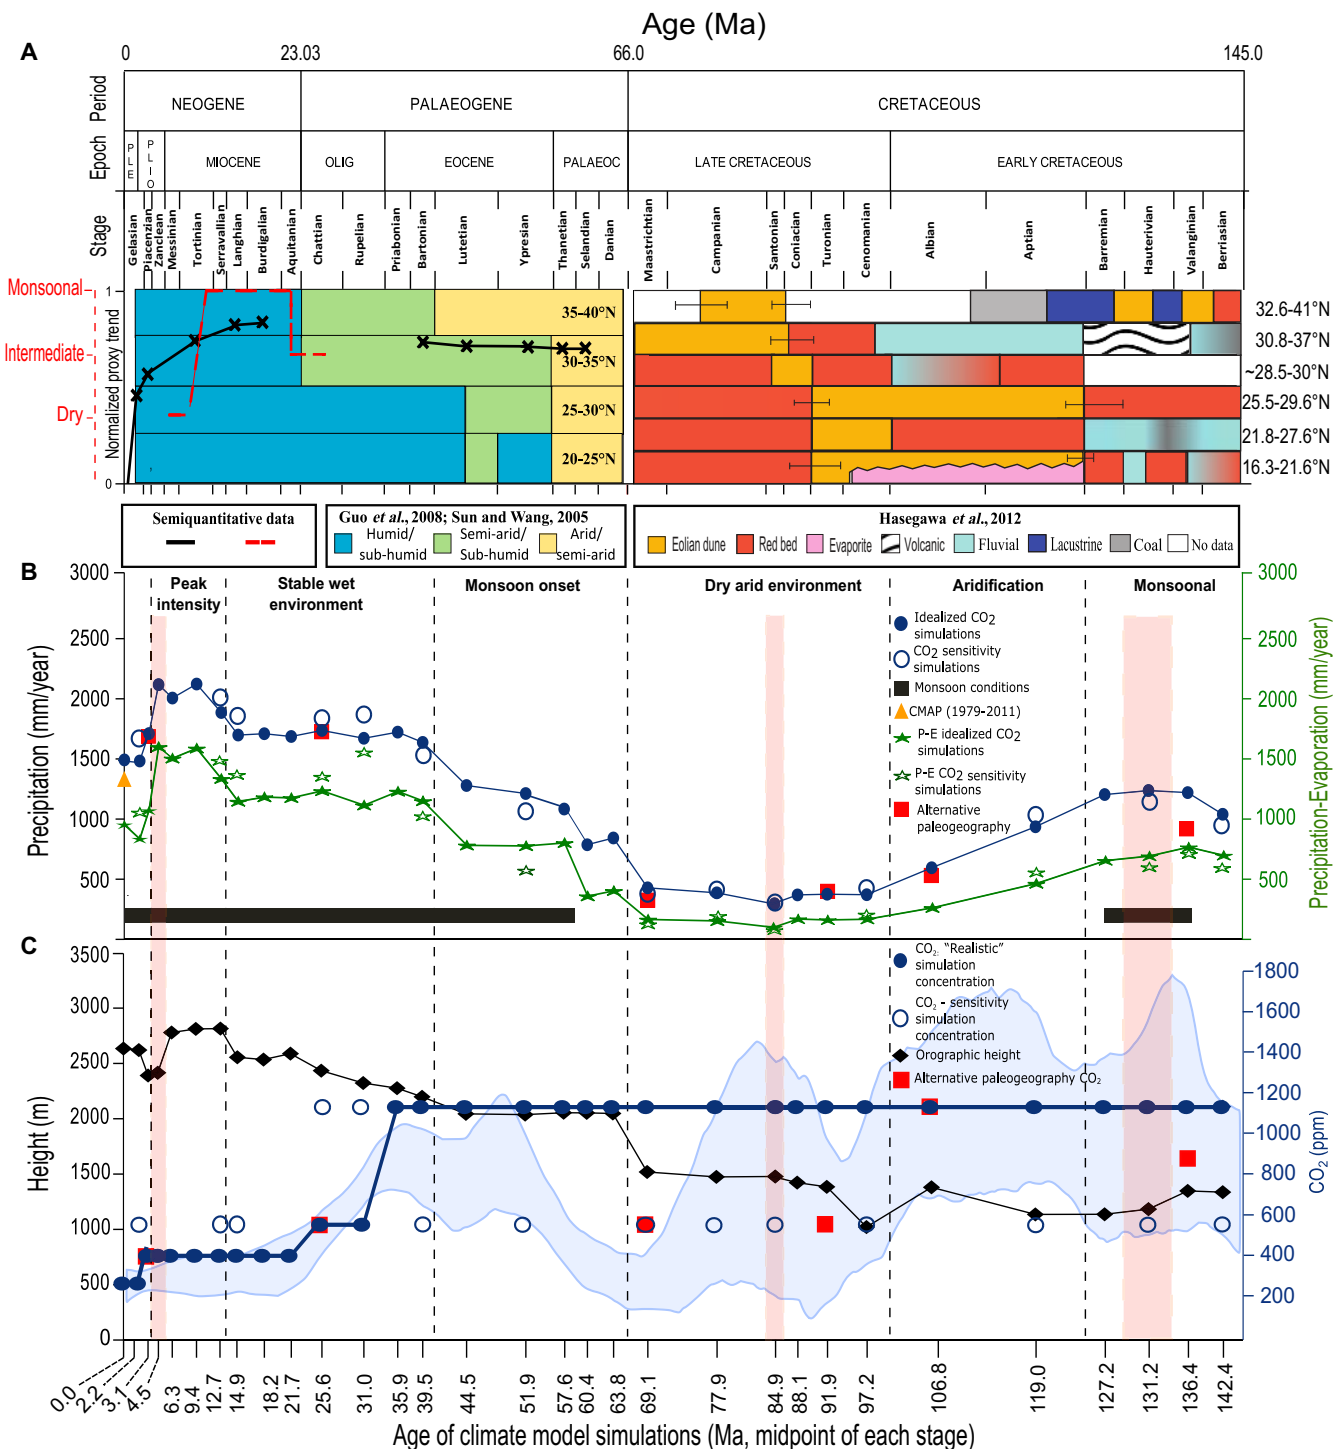 Age (Ma)
A
0 23.03 66.0 145.0
Period
NEOGENE PALAEOGENE CRETACEOUS
Epoch
PLE PLIO MIOCENE OLIG EOCENE PALAEOC LATE CRETACEOUS EARLY CRETACEOUS
Stage
Gelasian Piacenzian Zanclean Messinian Tortinian Serravallian Langhian Burdigalian Aquitanian Chattian Rupelian Priabonian Bartonian Lutetian Ypresian Thanetian Selandian Danian Maastrichtian Campanian Santonian Coniacian Turonian Cenomanian Albian Aptian Barremian Hauterivian Valanginian Berriasian
Monsoonal
Intermediate
Dry
Normalized proxy trend
1
0
35-40°N
30-35°N
25-30°N
20-25°N
32.6-41°N
30.8-37°N
~28.5-30°N
25.5-29.6°N
21.8-27.6°N
16.3-21.6°N
Semiquantitative data
Guo et al., 2008; Sun and Wang, 2005
Humid/
sub-humid
Semi-arid/
Sub-humid
Arid/
semi-arid
Hasegawa et al., 2012
Eolian dune Red bed Evaporite Volcanic Fluvial Lacustrine Coal No data
B
Precipitation (mm/year)
3000
2500
2000
1500
1000
500
Peak
intensity
Stable wet
environment
Monsoon onset
Dry arid environment
Aridification
Monsoonal
Idealized CO2
simulations
CO2 sensitivity
simulations
Monsoon conditions
CMAP (1979-2011)
P-E idealized CO2
simulations
P-E CO2 sensitivity
simulations
Alternative
paleogeography
3000
2500
2000
1500
1000
500
Precipitation-Evaporation (mm/year)
C
Height (m)
3500
3000
2500
2000
1500
1000
500
0
CO2: "Realistic"
simulation
concentration
CO2 - sensitivity
simulation
concentration
Orographic height
Alternative paleogeography CO2
1800
1600
1400
1200
1000
800
600
400
200
CO2 (ppm)
0.0 2.2 3.1 4.5 6.3 9.4 12.7 14.9 18.2 21.7 25.6 31.0 35.9 39.5 44.5 51.9 57.6 60.4 63.8 69.1 77.9 84.9 88.1 91.9 97.2 106.8 119.0 127.2 131.2 136.4 142.4
Age of climate model simulations (Ma, midpoint of each stage)